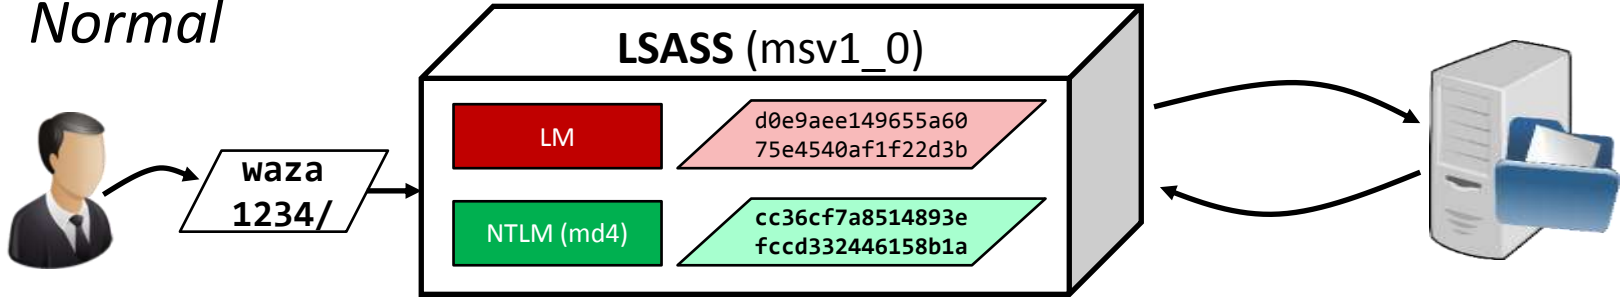 Normal
LSASS (msv1_0)
waza
1234/
LM
d0e9aee149655a60
75e4540af1f22d3b
NTLM (md4)
cc36cf7a8514893e
fccd332446158b1a